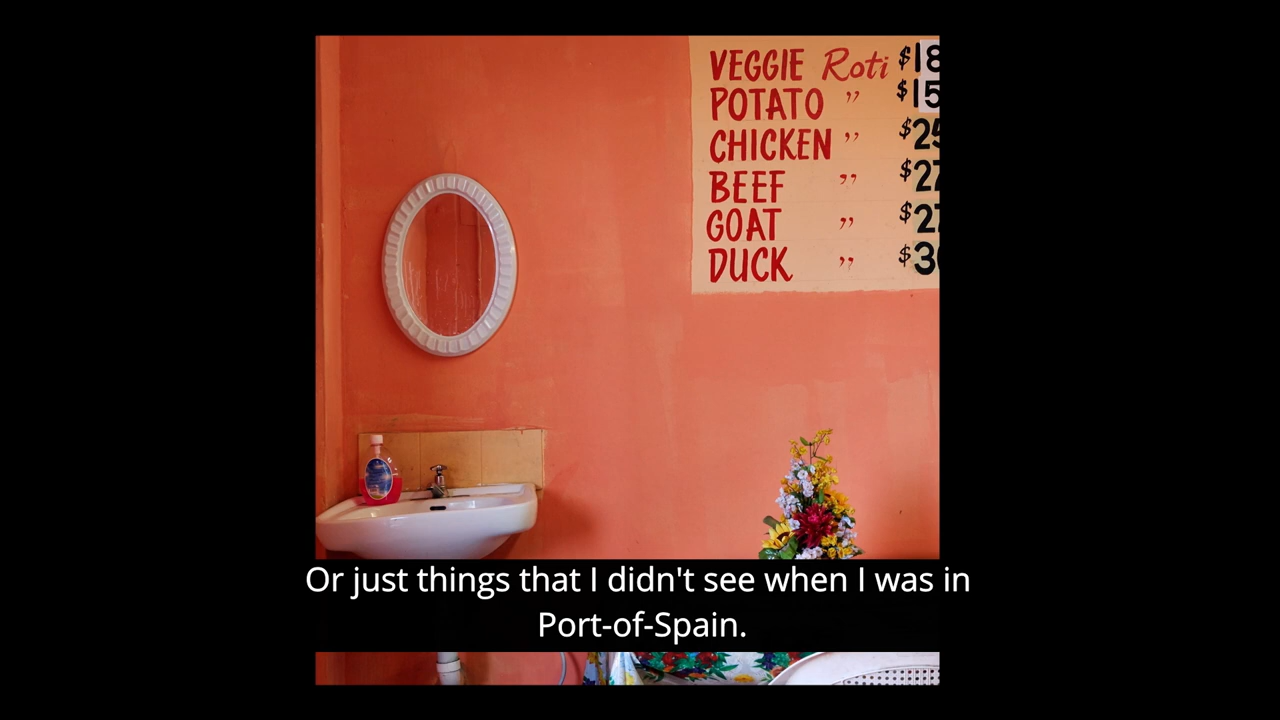 VEGGIE Roti $18
POTATO " $15
CHICKEN " $25
BEEF " $27
GOAT " $27
DUCK " $30
Or just things that I didn't see when I was in
Port-of-Spain.